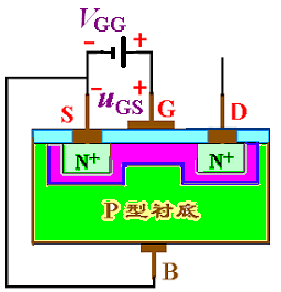 VGG
- +
S - uGS + G D
N+ N+
P型衬底
B